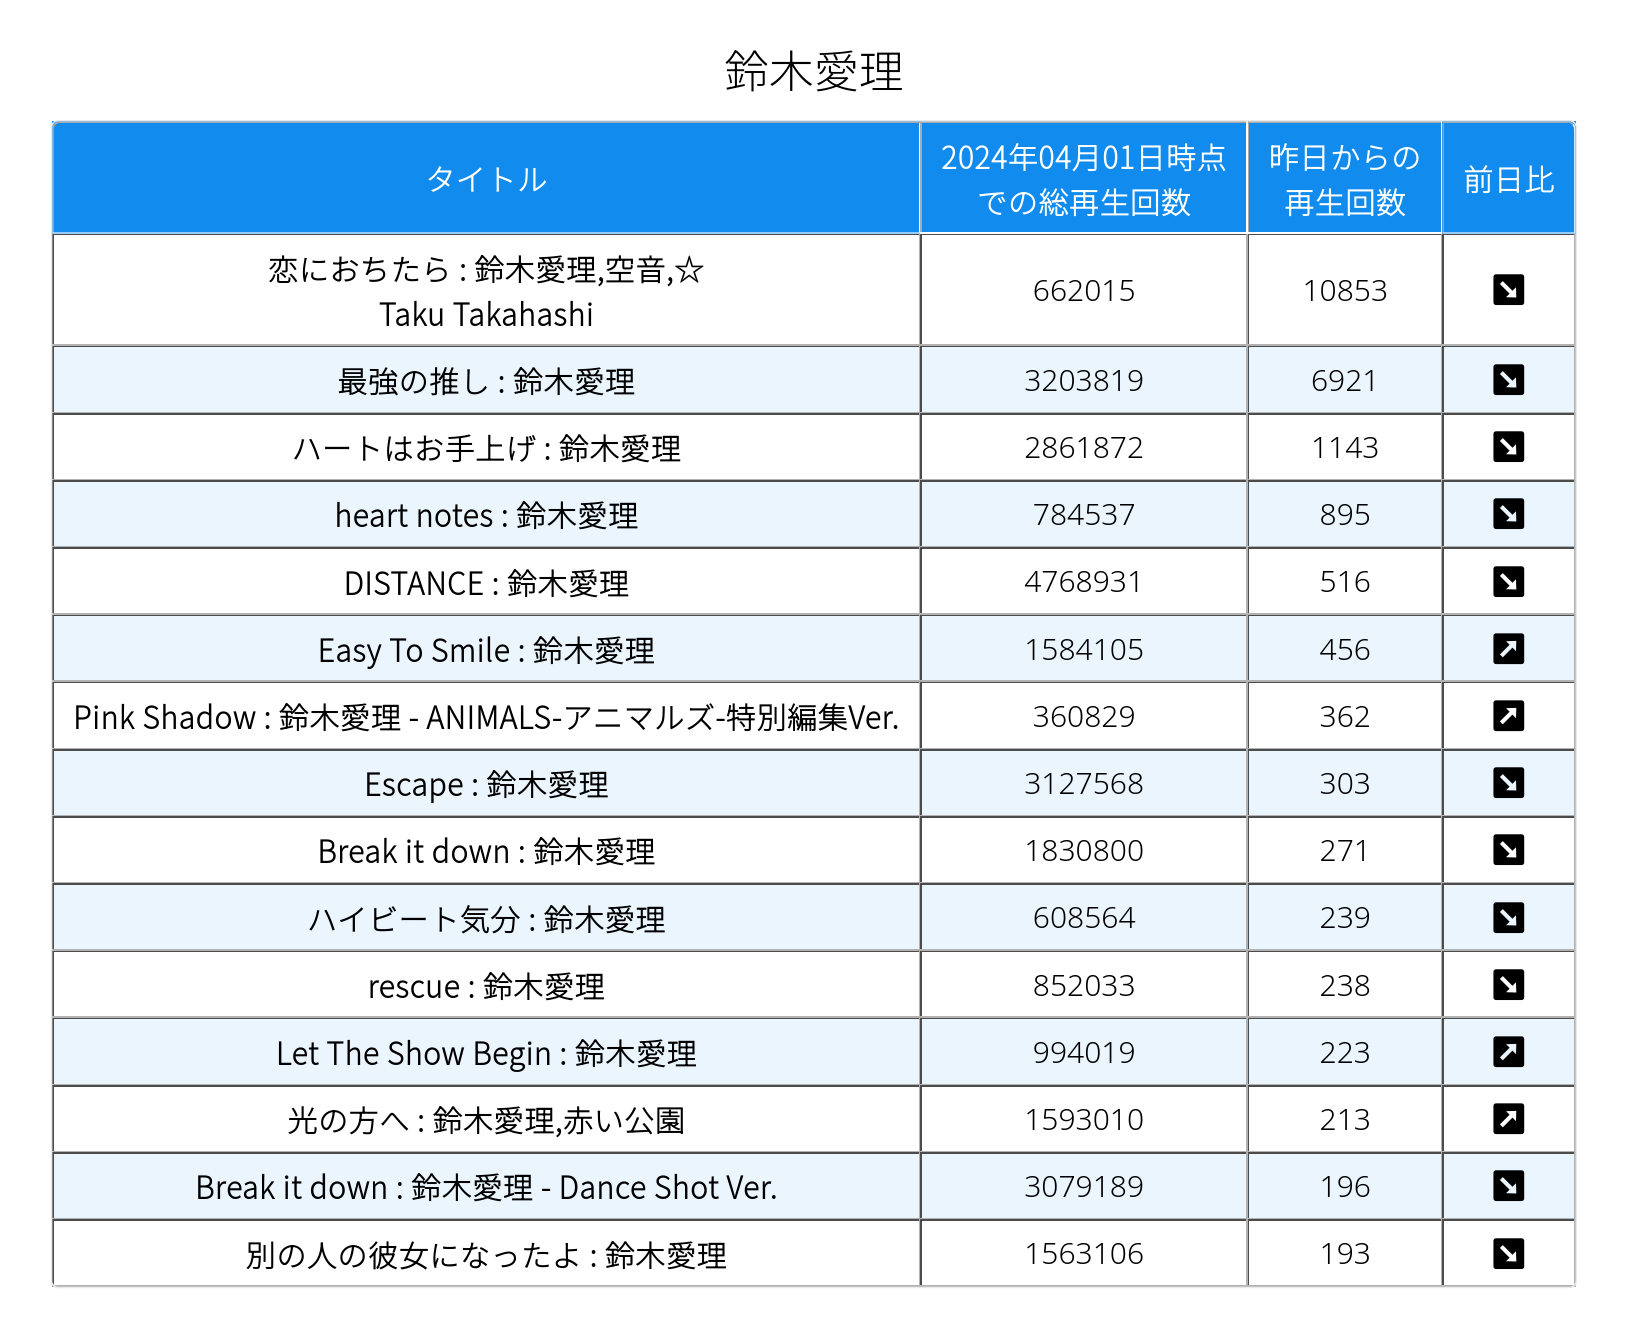 鈴木愛理
タイトル
2024年04月01日時点
での総再生回数
昨日からの
再生回数
前日比
恋におちたら : 鈴木愛理,空音,☆
Taku Takahashi
662015
10853
最強の推し : 鈴木愛理
3203819
6921
ハートはお手上げ : 鈴木愛理
2861872
1143
heart notes : 鈴木愛理
784537
895
DISTANCE : 鈴木愛理
4768931
516
Easy To Smile : 鈴木愛理
1584105
456
Pink Shadow : 鈴木愛理 - ANIMALS-アニマルズ-特別編集Ver.
360829
362
Escape : 鈴木愛理
3127568
303
Break it down : 鈴木愛理
1830800
271
ハイビート気分 : 鈴木愛理
608564
239
rescue : 鈴木愛理
852033
238
Let The Show Begin : 鈴木愛理
994019
223
光の方へ : 鈴木愛理,赤い公園
1593010
213
Break it down : 鈴木愛理 - Dance Shot Ver.
3079189
196
別の人の彼女になったよ : 鈴木愛理
1563106
193